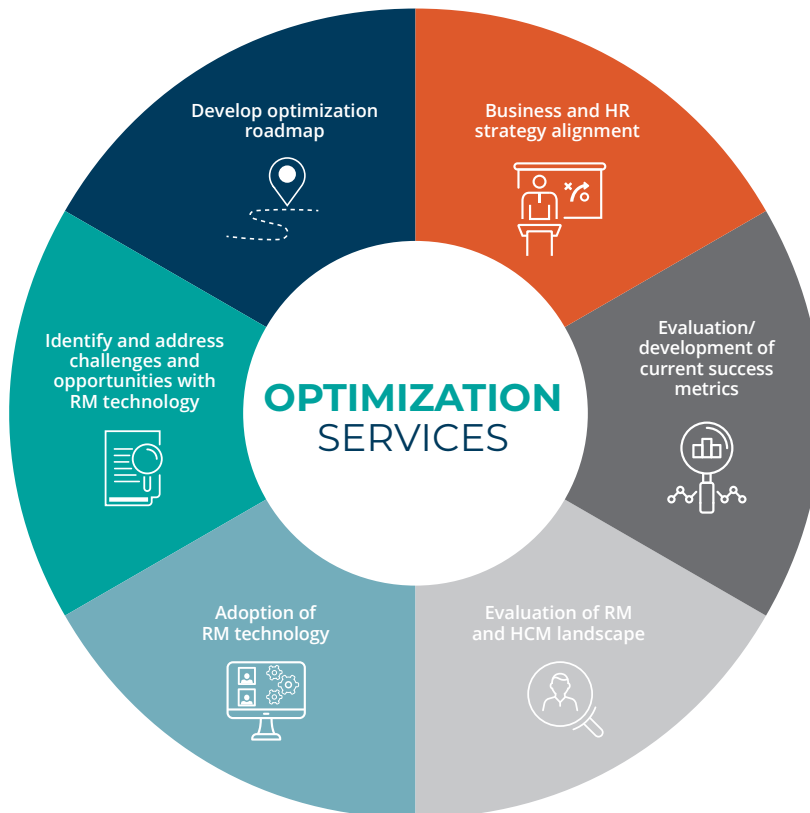 Develop optimization
roadmap
Business and HR
strategy alignment
Evaluation/
development of
current success
metrics
Evaluation of RM
and HCM landscape
Adoption of
RM technology
Identify and address
challenges and
opportunities with
RM technology
OPTIMIZATION
SERVICES